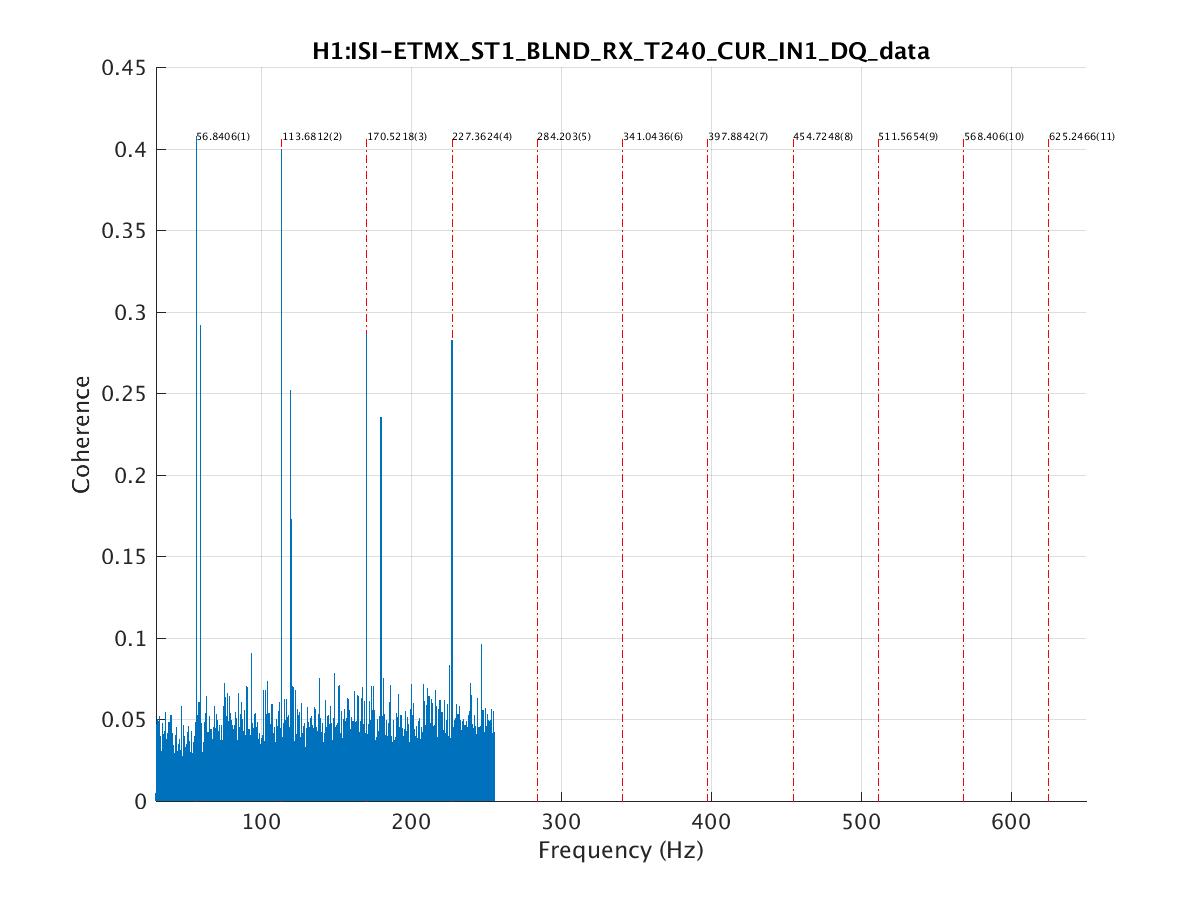 H1:ISI-ETMX_ST1_BLND_RX_T240_CUR_IN1_DQ_data
0.45
0.4
0.35
0.3
0.25
0.2
0.15
0.1
0.05
0
Coherence
56.8406(1) 113.6812(2) 170.5218(3) 227.3624(4) 284.203(5) 341.0436(6) 397.8842(7) 454.7248(8) 511.5654(9) 568.406(10) 625.2466(11)
100 200 300 400 500 600
Frequency (Hz)